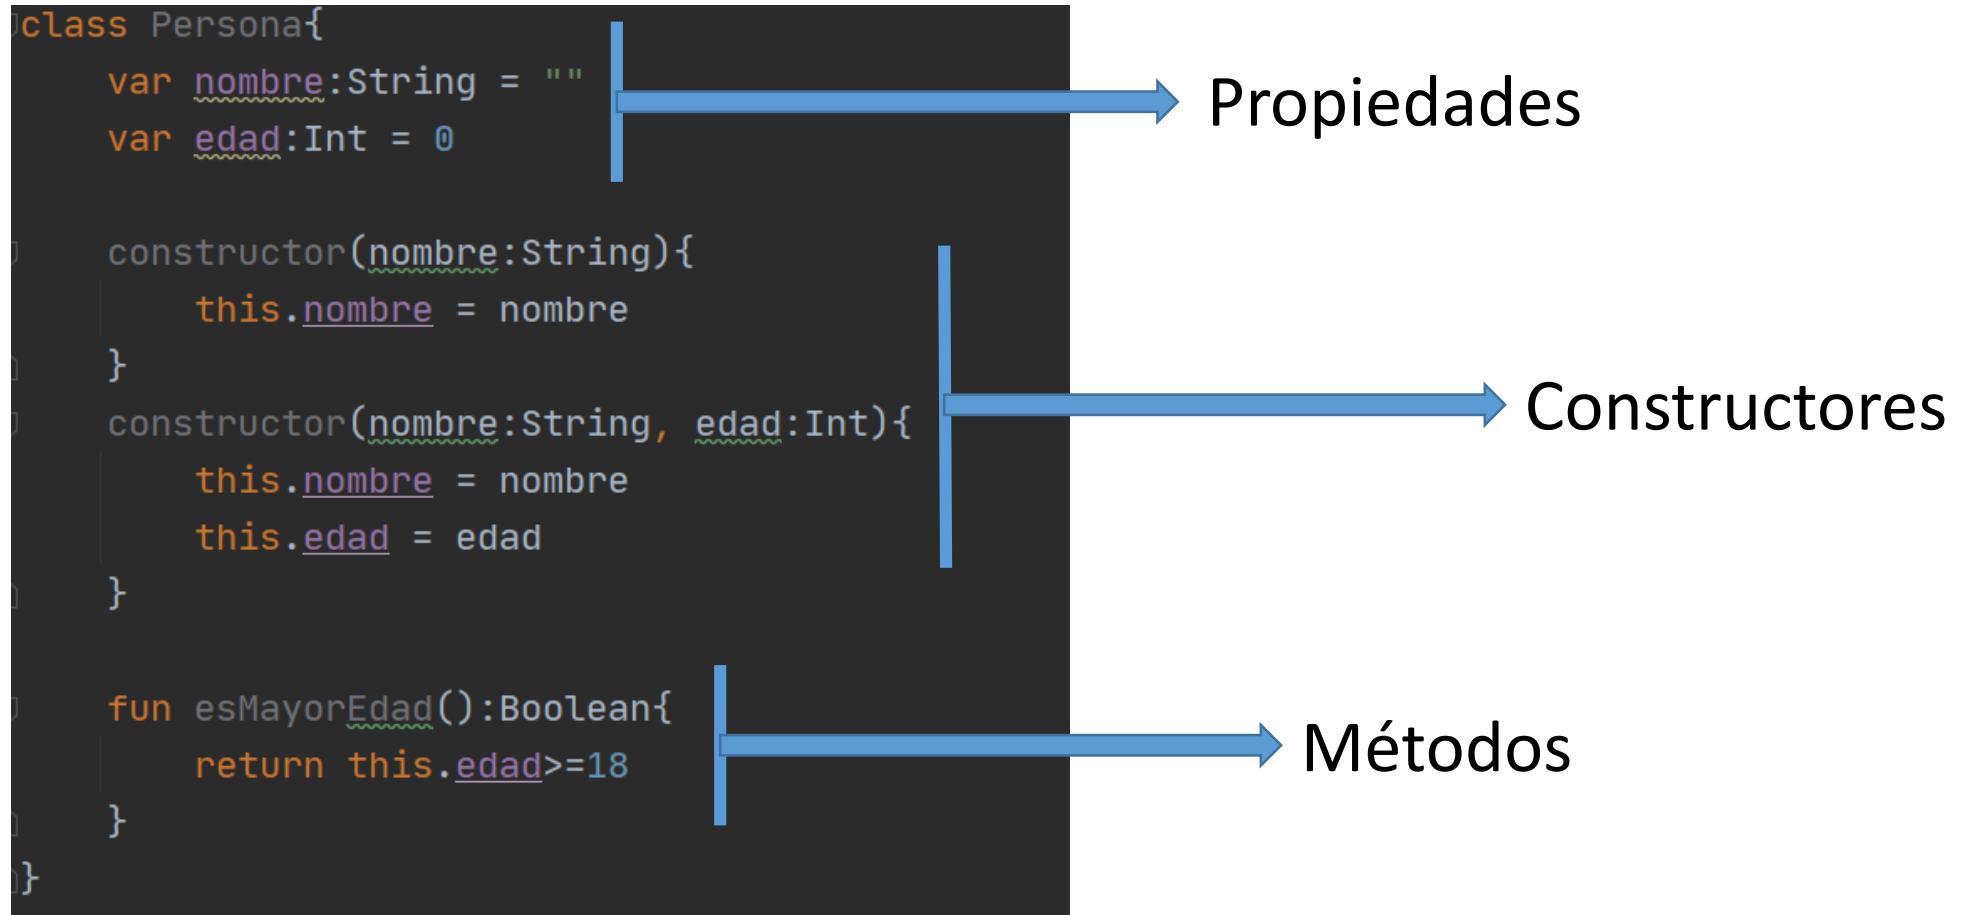 class Persona{
var nombre:String = ""
var edad:Int = 0
Propiedades
constructor(nombre:String){
this.nombre = nombre
}
constructor(nombre:String, edad:Int){
this.nombre = nombre
this.edad = edad
}
Constructores
fun esMayorEdad():Boolean{
return this.edad>=18
}
Métodos
}